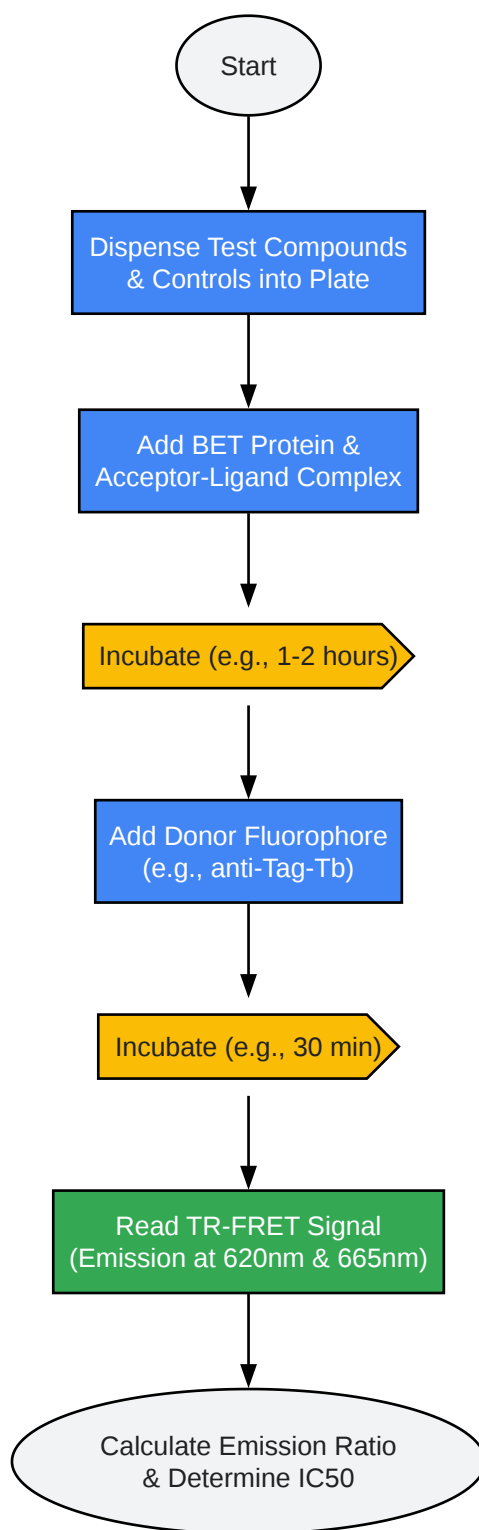 Start
Dispense Test Compounds
& Controls into Plate
Add BET Protein &
Acceptor-Ligand Complex
Incubate (e.g., 1-2 hours)
Add Donor Fluorophore
(e.g., anti-Tag-Tb)
Incubate (e.g., 30 min)
Read TR-FRET Signal
(Emission at 620nm & 665nm)
Calculate Emission Ratio
& Determine IC50